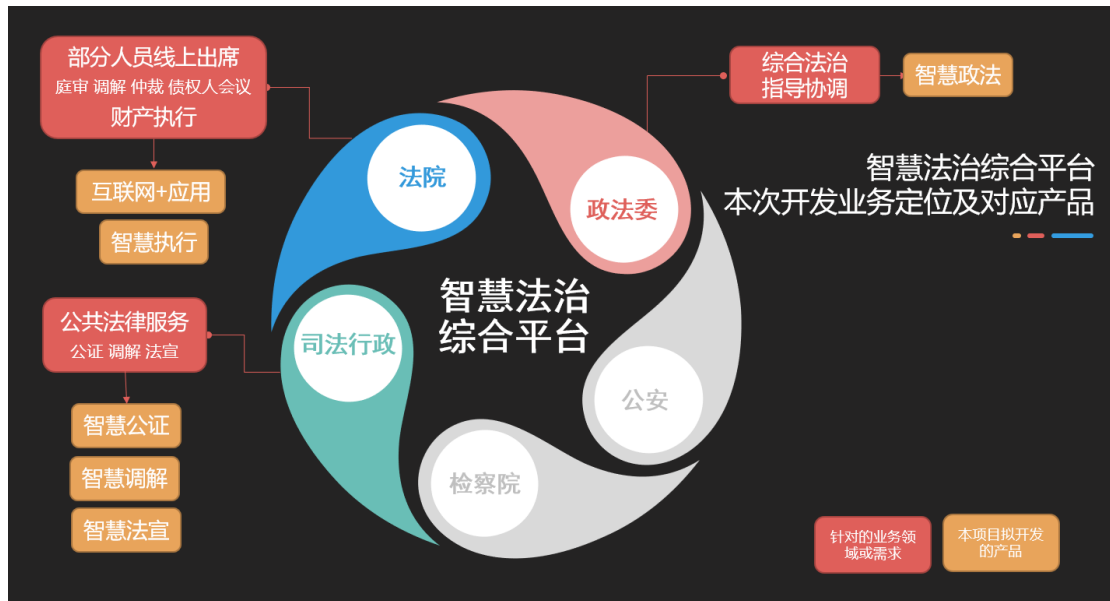 部分人员线上出席
庭审 调解 仲裁 债权人会议
财产执行
互联网+应用
智慧执行
公共法律服务
公证 调解 法宣
智慧公证
智慧调解
智慧法宣
法院
政法委
司法行政
公安
检察院
智慧法治
综合平台
综合法治
指导协调
智慧政法
智慧法治综合平台
本次开发业务定位及对应产品
针对的业务领
域或需求
本项目拟开发
的产品